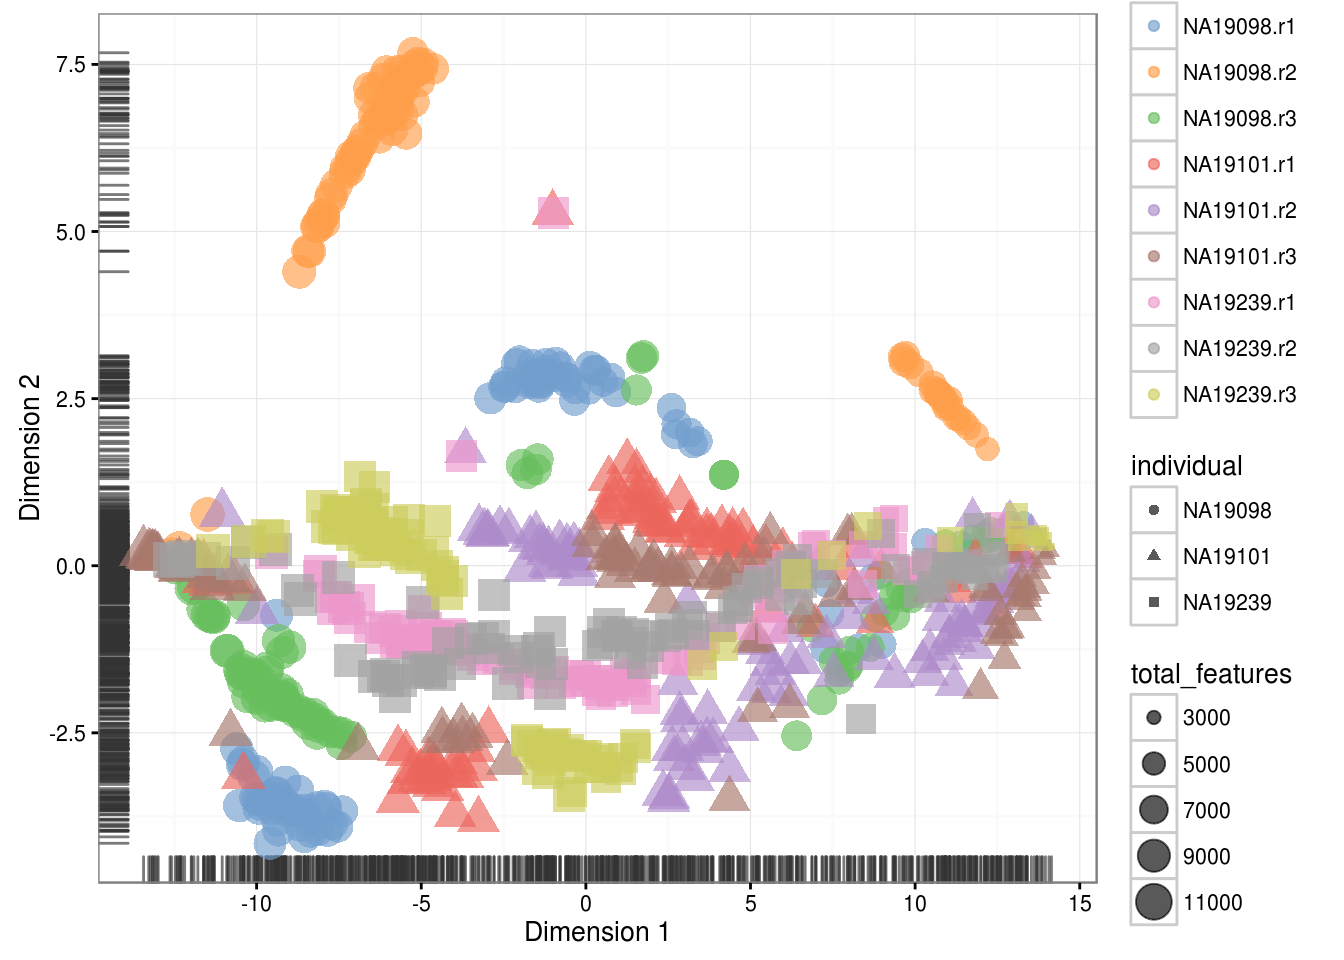 7.5
5.0
2.5
0.0
-2.5
Dimension 2
-10
-5
0
5
10
15
Dimension 1
NA19098.r1
NA19098.r2
NA19098.r3
NA19101.r1
NA19101.r2
NA19101.r3
NA19239.r1
NA19239.r2
NA19239.r3
individual
NA19098
NA19101
NA19239
total_features
3000
5000
7000
9000
11000